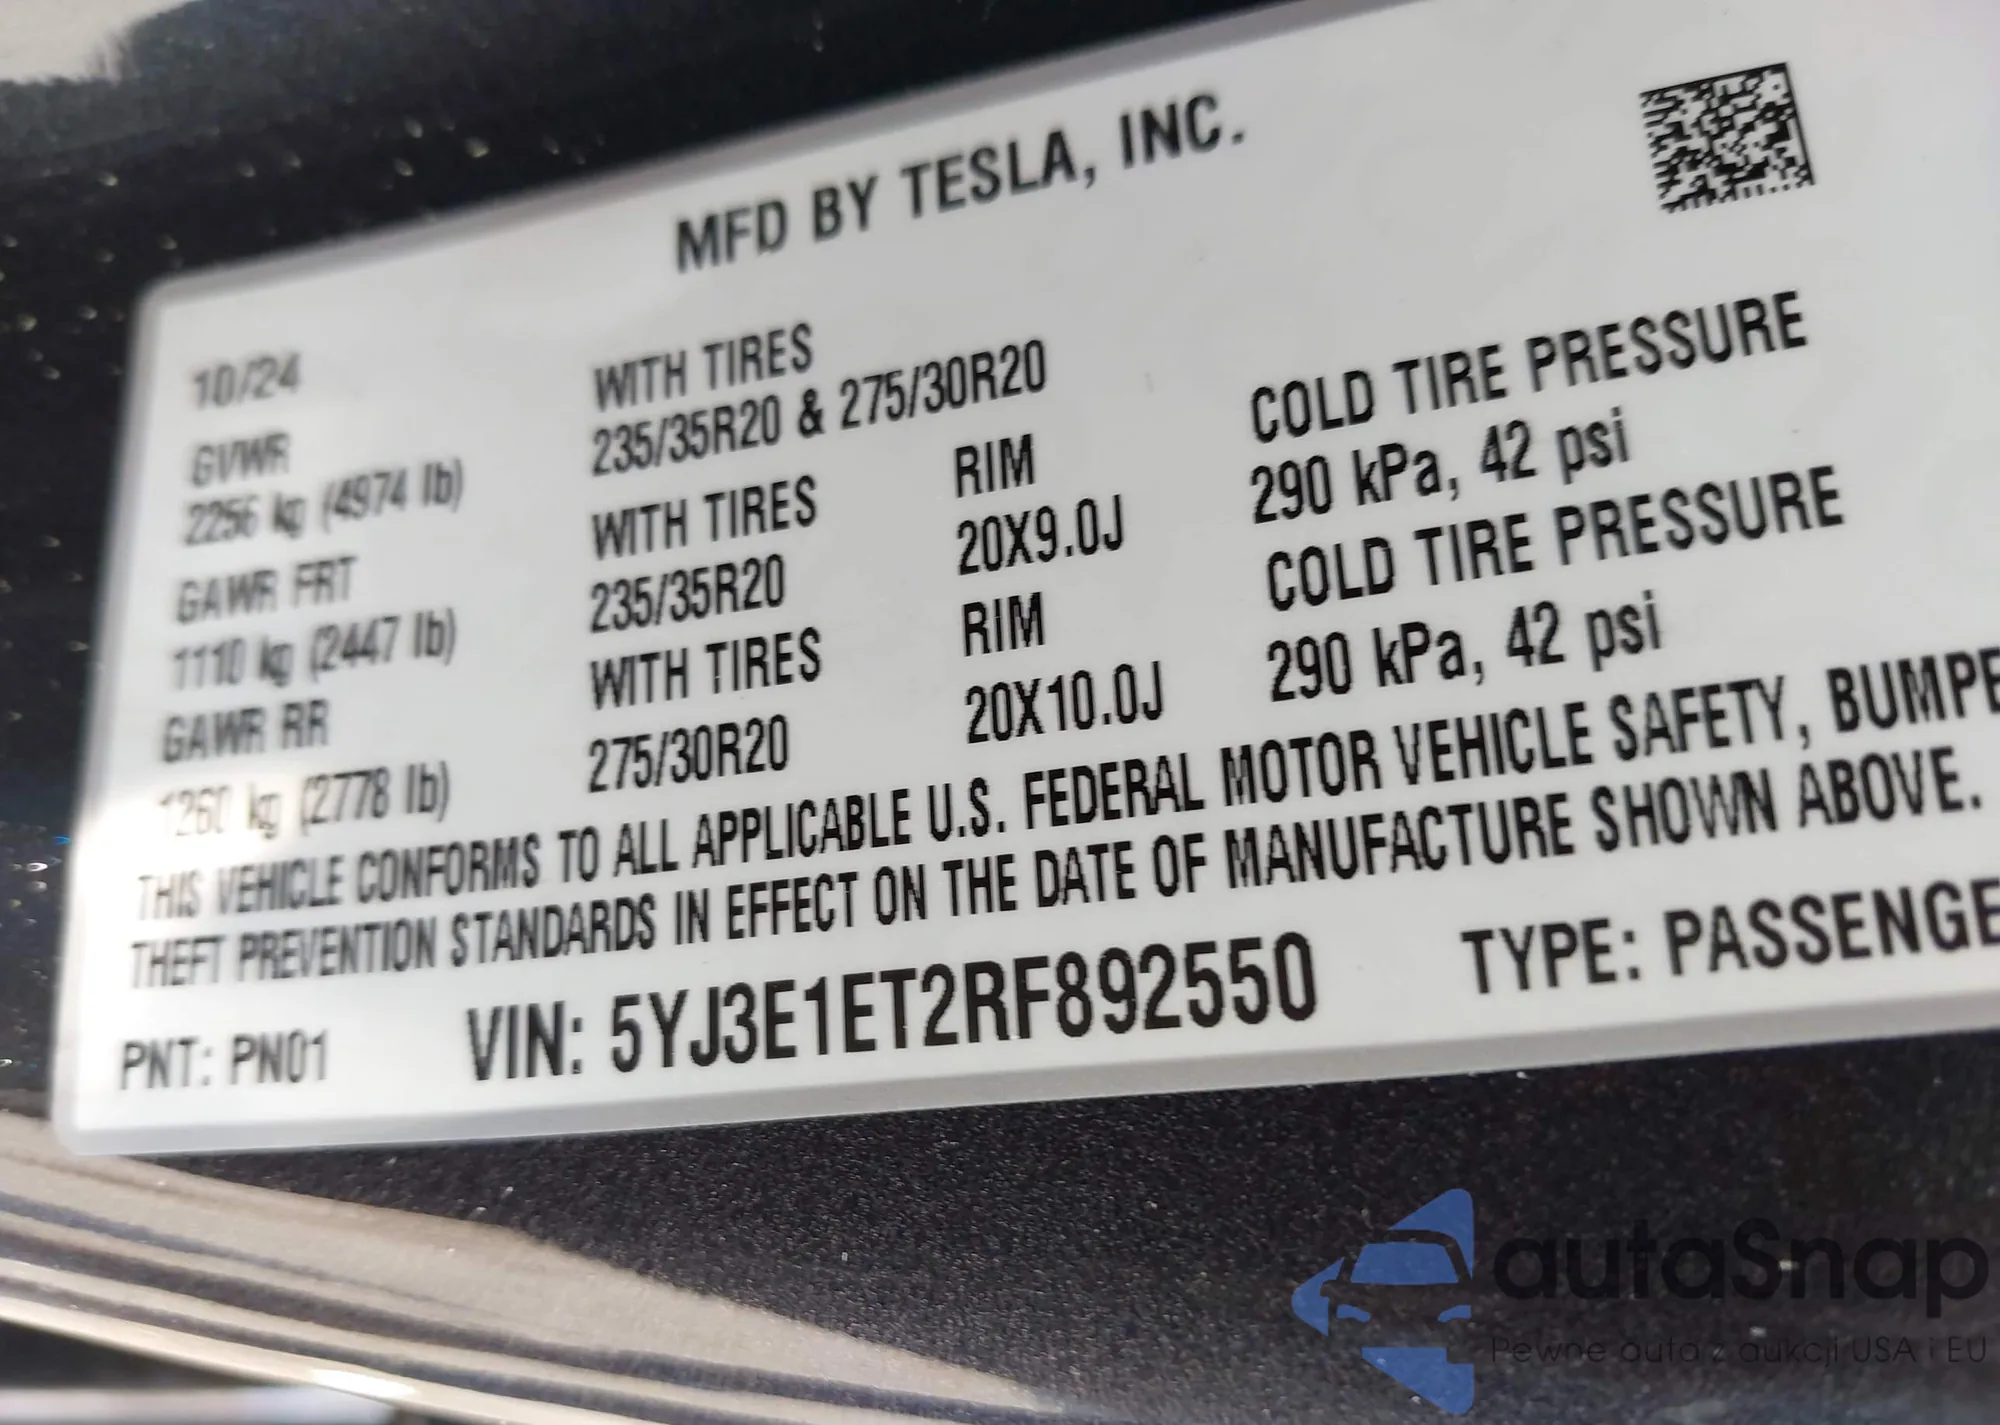 MFD BY TESLA, INC.
10/24
GVWR
2256 kg (4974 lb)
GAWR FRT
1110 kg (2447 lb)
GAWR RR
1260 kg (2778 lb)
WITH TIRES
235/35R20 & 275/30R20
WITH TIRES
235/35R20
WITH TIRES
275/30R20
RIM
20X9.0J
RIM
20X10.0J
COLD TIRE PRESSURE
290 kPa, 42 psi
COLD TIRE PRESSURE
290 kPa, 42 psi
THIS VEHICLE CONFORMS TO ALL APPLICABLE U.S. FEDERAL MOTOR VEHICLE SAFETY, BUMPE
THEFT PREVENTION STANDARDS IN EFFECT ON THE DATE OF MANUFACTURE SHOWN ABOVE.
PNT: PN01
VIN: 5YJ3E1ET2RF892550
TYPE: PASSENGE
autaSnap
Pewne auta z aukcji USA i EU